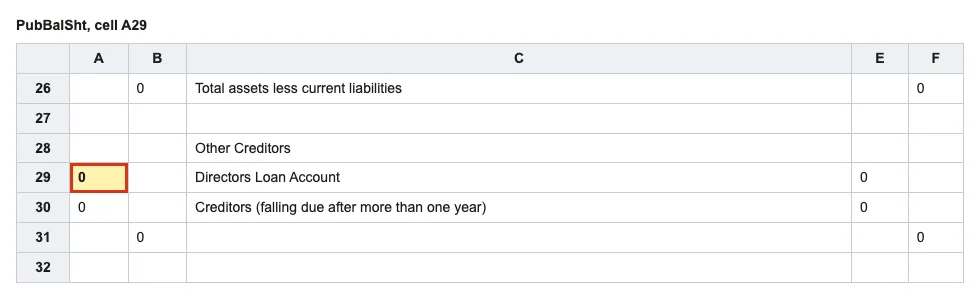 PubBalSht, cell A29
A B C E F
26 0 Total assets less current liabilities 0
27
28 Other Creditors
29 0 Directors Loan Account 0
30 0 Creditors (falling due after more than one year) 0
31 0 0
32